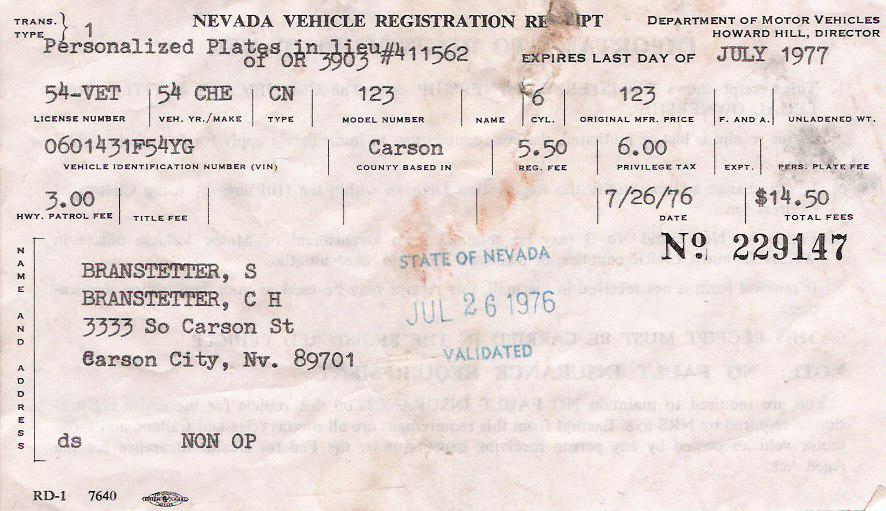 TRANS. TYPE } 1
NEVADA VEHICLE REGISTRATION RECEIPT
DEPARTMENT OF MOTOR VEHICLES
HOWARD HILL, DIRECTOR
Personalized Plates in lieu #411562
of OR 3903
EXPIRES LAST DAY OF JULY 1977
54-VET 54 CHE CN 123 6 123
LICENSE NUMBER VEH. YR./MAKE TYPE MODEL NUMBER NAME CYL. ORIGINAL MFR. PRICE F. AND A. UNLADENED WT.
0601431F54YG Carson 5.50 6.00
VEHICLE IDENTIFICATION NUMBER (VIN) COUNTY BASED IN REG. FEE PRIVILEGE TAX EXPT. PERS. PLATE FEE
3.00 7/26/76 $14.50
HWY. PATROL FEE TITLE FEE DATE TOTAL FEES
No. 229147
NAME AND ADDRESS
BRANSTETTER, S
BRANSTETTER, C H
3333 So Carson St
Carson City, Nv. 89701
STATE OF NEVADA
JUL 26 1976
VALIDATED
ds NON OP
RD-1 7640